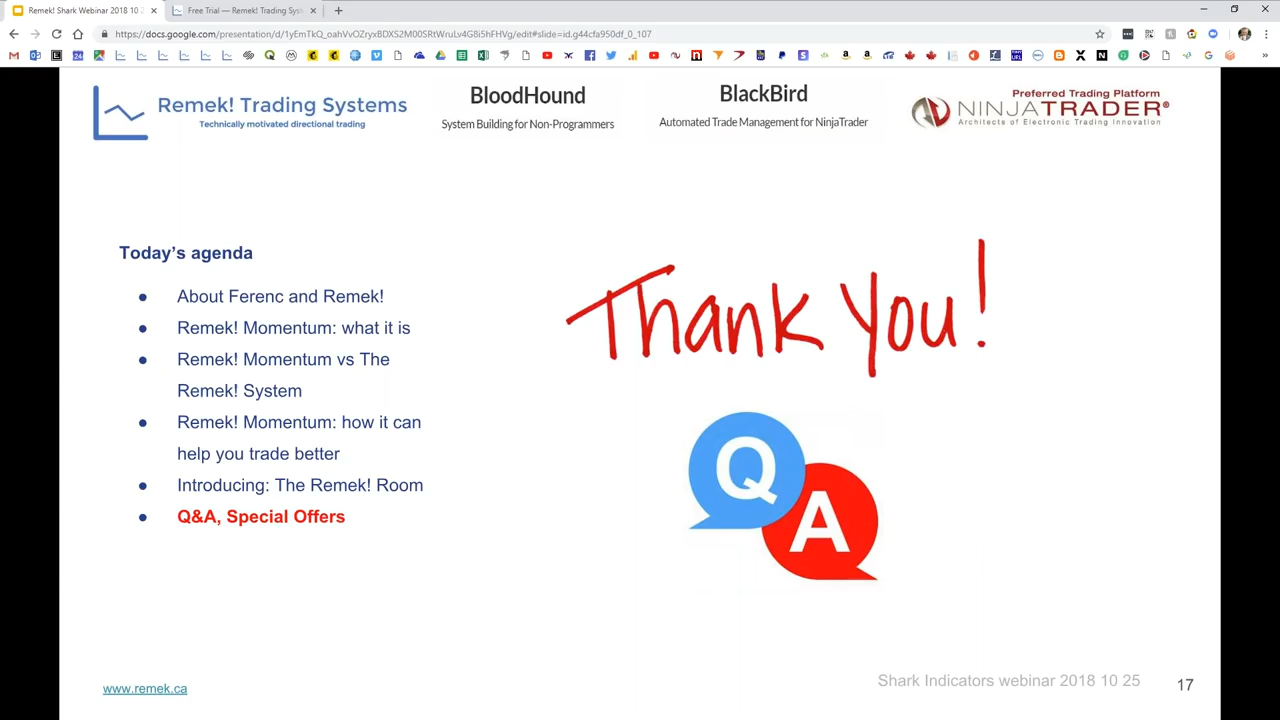 Remek! Shark Webinar 2018 10 2
Free Trial — Remek! Trading Syst
https://docs.google.com/presentation/d/1yEmTkQ_oahVvOZryxBDXS2M00SRtWruLv4G8i5hFHVg/edit#slide=id.g44cfa950df_0_107
Remek! Trading Systems
Technically motivated directional trading
BloodHound
System Building for Non-Programmers
BlackBird
Automated Trade Management for NinjaTrader
Preferred Trading Platform
NINJATRADER®
Architects of Electronic Trading Innovation
Today's agenda
● About Ferenc and Remek!
● Remek! Momentum: what it is
● Remek! Momentum vs The
Remek! System
● Remek! Momentum: how it can
help you trade better
● Introducing: The Remek! Room
● Q&A, Special Offers
Thank You!
Q
A
www.remek.ca
Shark Indicators webinar 2018 10 25
17